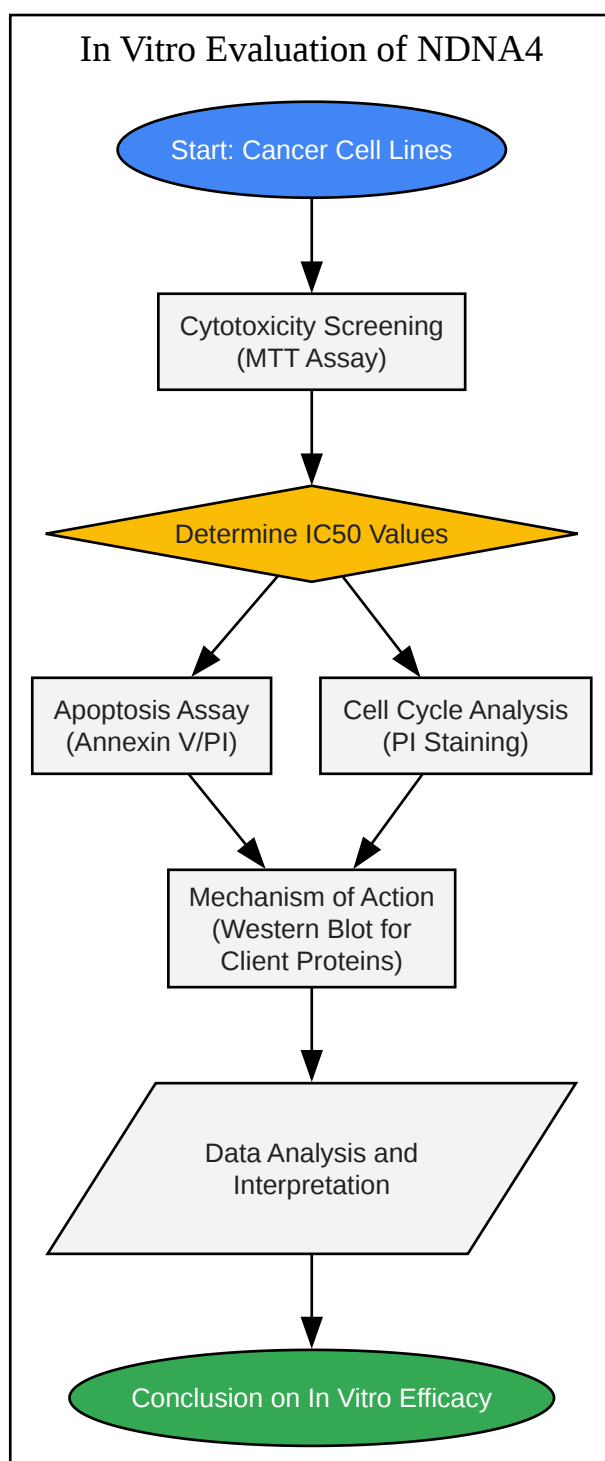 In Vitro Evaluation of NDNA4
Start: Cancer Cell Lines
Cytotoxicity Screening
(MTT Assay)
Determine IC50 Values
Apoptosis Assay
(Annexin V/PI)
Cell Cycle Analysis
(PI Staining)
Mechanism of Action
(Western Blot for
Client Proteins)
Data Analysis and
Interpretation
Conclusion on In Vitro Efficacy